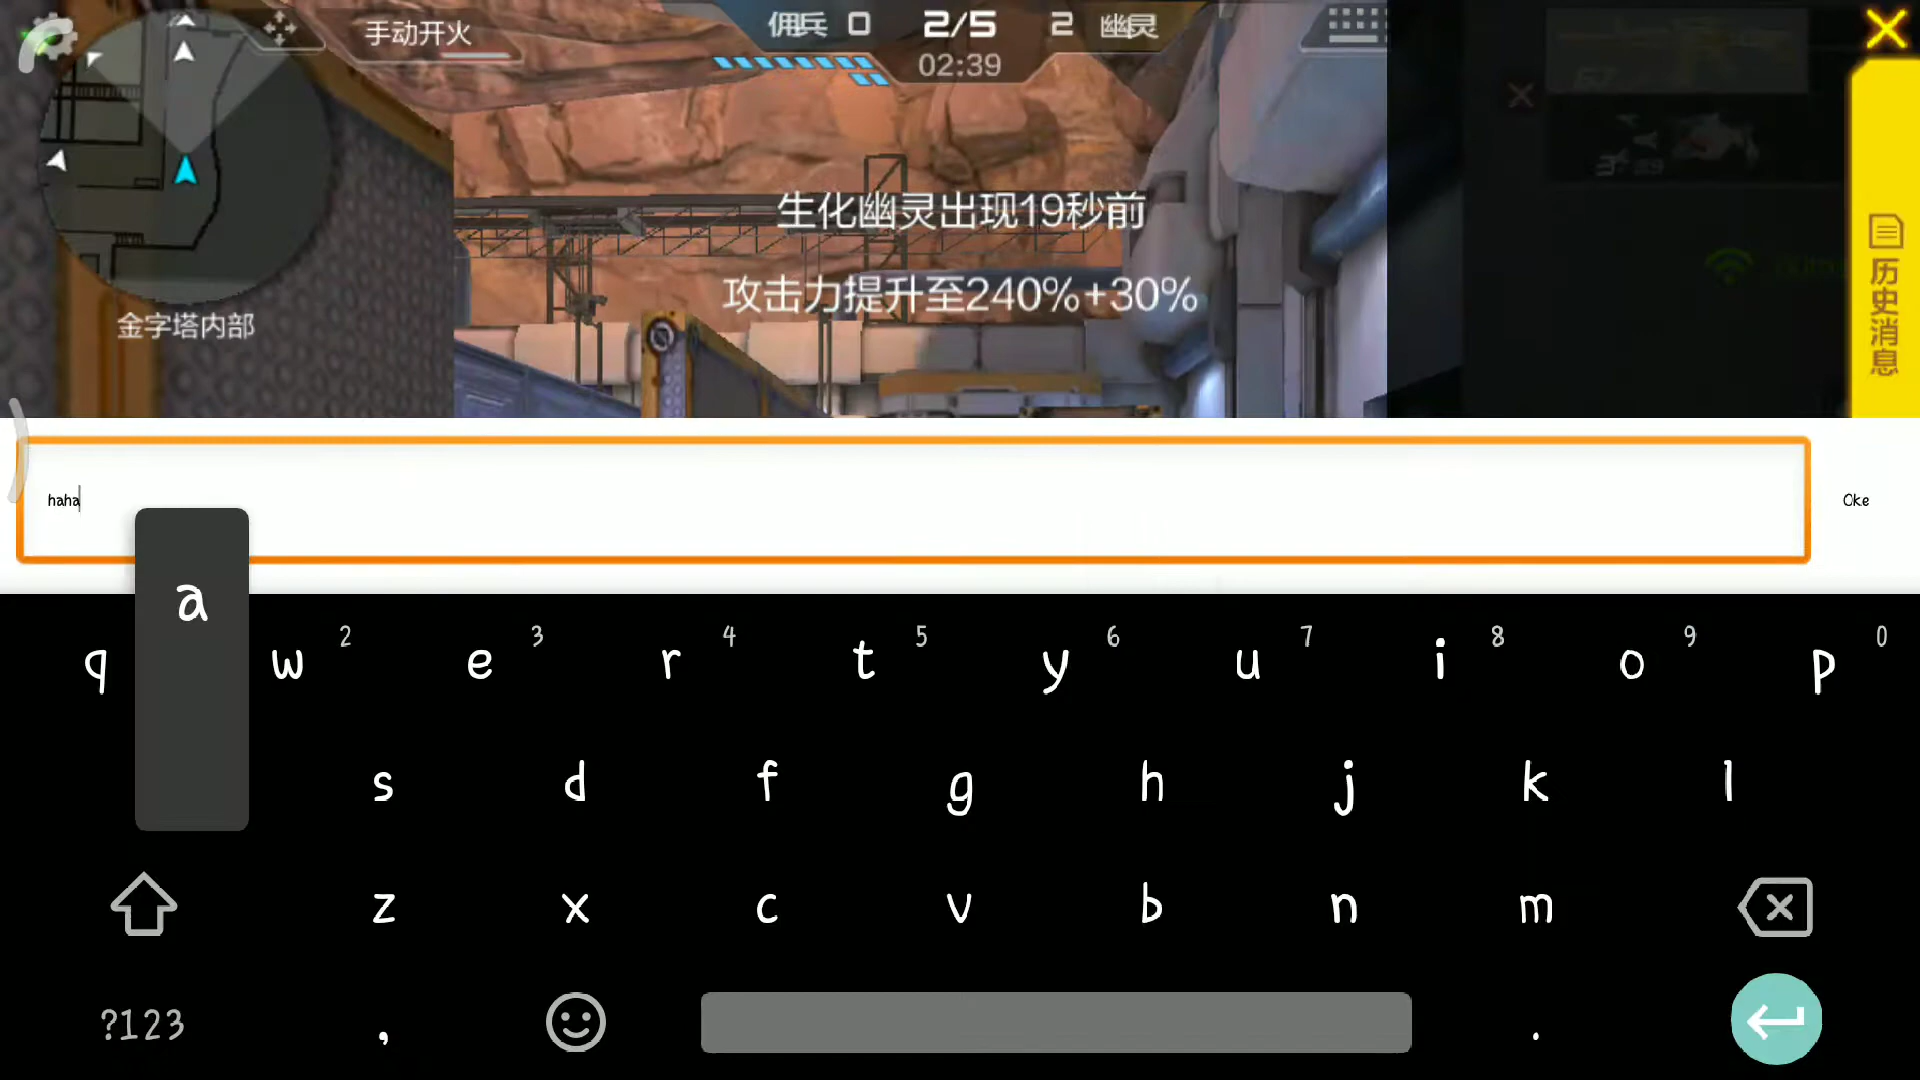 手动开火
佣兵 0 2/5 2 幽灵
02:39
生化幽灵出现19秒前
攻击力提升至240%+30%
金字塔内部
历史消息
haha
Oke
a
2 3 4 5 6 7 8 9 0
q w e r t y u i o p
s d f g h j k l
z x c v b n m
?123 , .